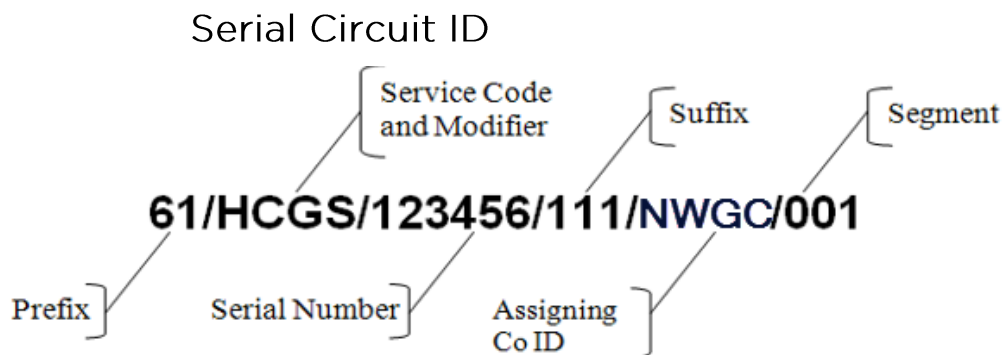 Serial Circuit ID
Service Code
and Modifier
Suffix
Segment
61/HCGS/123456/111/NWGC/001
Prefix
Serial Number
Assigning
Co ID